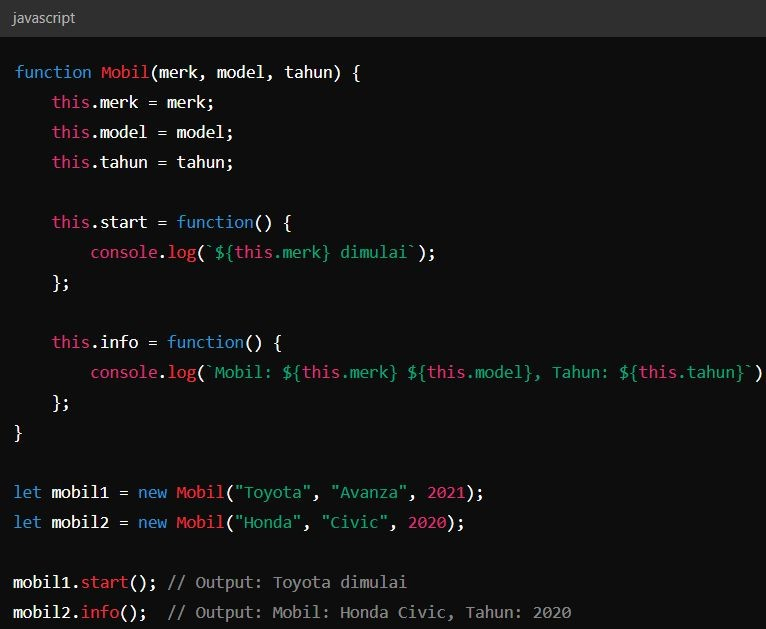 javascript
function Mobil(merk, model, tahun) {
    this.merk = merk;
    this.model = model;
    this.tahun = tahun;
    this.start = function() {
        console.log(`${this.merk} dimulai`);
    };
    this.info = function() {
        console.log(`Mobil: ${this.merk} ${this.model}, Tahun: ${this.tahun}`)
    };
}
let mobil1 = new Mobil("Toyota", "Avanza", 2021);
let mobil2 = new Mobil("Honda", "Civic", 2020);
mobil1.start(); // Output: Toyota dimulai
mobil2.info();  // Output: Mobil: Honda Civic, Tahun: 2020